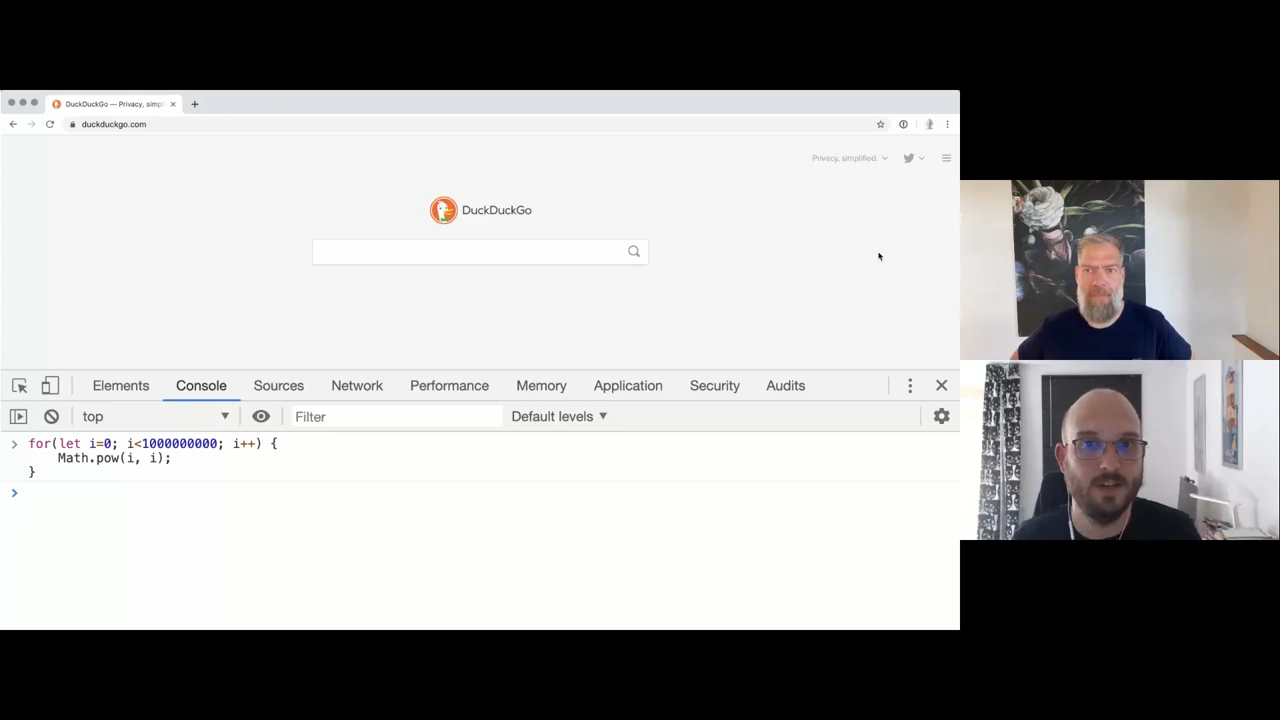 DuckDuckGo — Privacy, simpl
duckduckgo.com
Privacy, simplified.
DuckDuckGo
Elements Console Sources Network Performance Memory Application Security Audits
top Filter Default levels
for(let i=0; i<1000000000; i++) {
Math.pow(i, i);
}